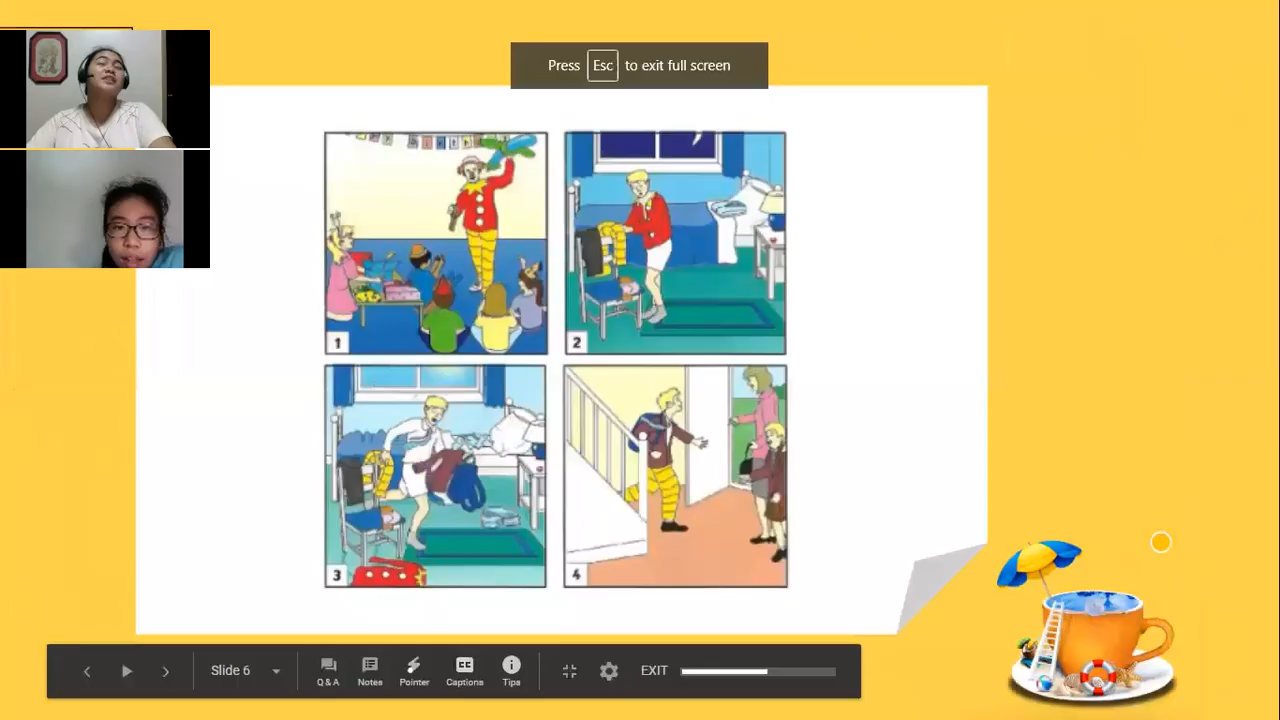 Press Esc to exit full screen
1
2
3
4
Slide 6
Q & A
Notes
Pointer
Captions
Tips
EXIT